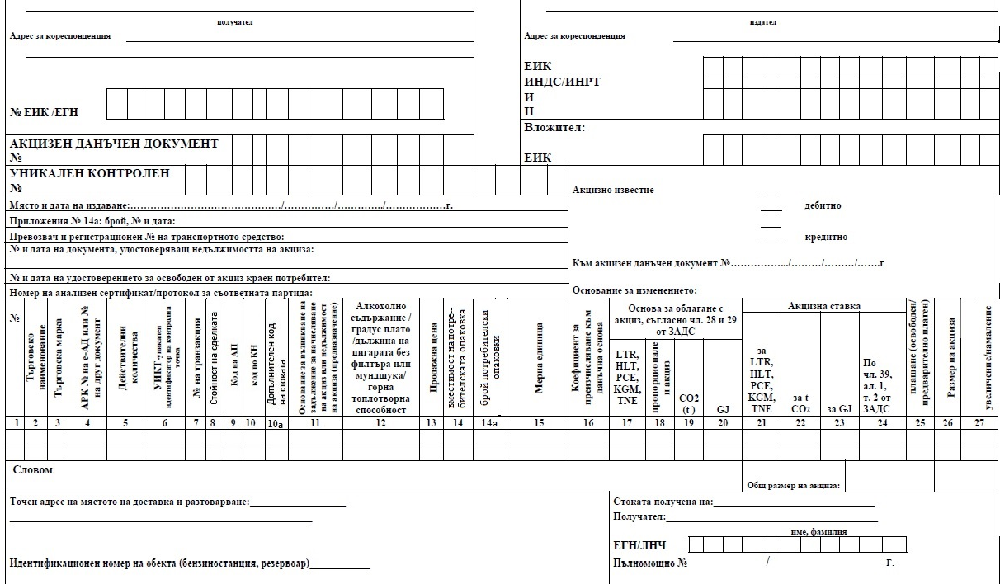 получател
издател
Адрес за кореспонденция
Адрес за кореспонденция
ЕИК
ИНДС/ИНРТ
И
Н
№ ЕИК /ЕГН
Вложител:
АКЦИЗЕН ДАНЪЧЕН ДОКУМЕНТ
№
ЕИК
УНИКАЛЕН КОНТРОЛЕН
№
Място и дата на издаване:……………………………………/……………/…………../………………г.
Приложения № 14а: брой, № и дата:
Превозвач и регистрационен № на транспортното средство:
№ и дата на документа, удостоверяващ недължимостта на акциза:
№ и дата на удостоверението за освободен от акциз краен потребител:
Номер на анализен сертификат/протокол за съответната партида:
Акцизно известие
дебитно
кредитно
Към акцизен данъчен документ №……………../………/………/…….г
Основание за изменението:
№
Търговско
наименование
Търговска марка
АРК № на е-АД или №
на друг документ
Действителни
количества
УИКТ-уникален
идентификатор на контролна
точка
№ на транзакция
Стойност на сделката
Код на АП
код по КН
Допълнителен код
на стоката
Основание за възникване на
задължение за начисляване
на акциз или недължимост
на акциза (предназначение)
Алкохолно
съдържание /
градус плато
/дължина на
цигарата без
филтъра или
мундщука/
горна
топлотворна
способност
Продажна цена
вместимост на потре--
бителската опаковка
брой потребителски
опаковки
Мерна единица
Коефициент за
преизчисляване към
данъчна основа
Основа за облагане с
акциз, съгласно чл. 28 и 29
от ЗАДС
LTR,
HLT,
PCE,
KGM,
TNE
пропорционале
н акциз
CO2
(t )
GJ
Акцизна ставка
за
LTR,
HLT,
PCE,
KGM,
TNE
за t
CO2
за GJ
По
чл. 39,
ал. 1,
т. 2 от
ЗАДС
плащане (освободен/
предварително платен)
Размер на акциза
увеличение/намаление
1 2 3 4 5 6 7 8 9 10 10а 11 12 13 14 14а 15 16 17 18 19 20 21 22 23 24 25 26 27
Словом:
Общ размер на акциза:
Точен адрес на мястото на доставка и разтоварване:
Идентификационен номер на обекта (бензиностанция, резервоар)
Стоката получена на:
Получател:
име, фамилия
ЕГН/ЛНЧ
Пълномощно № / г.